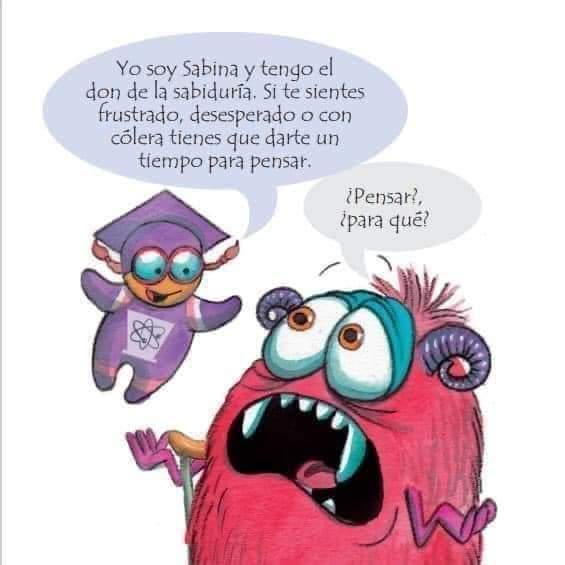 Yo soy Sabina y tengo el
don de la sabiduría. Si te sientes
frustrado, desesperado o con
cólera tienes que darte un
tiempo para pensar.
¿Pensar?,
¿para qué?